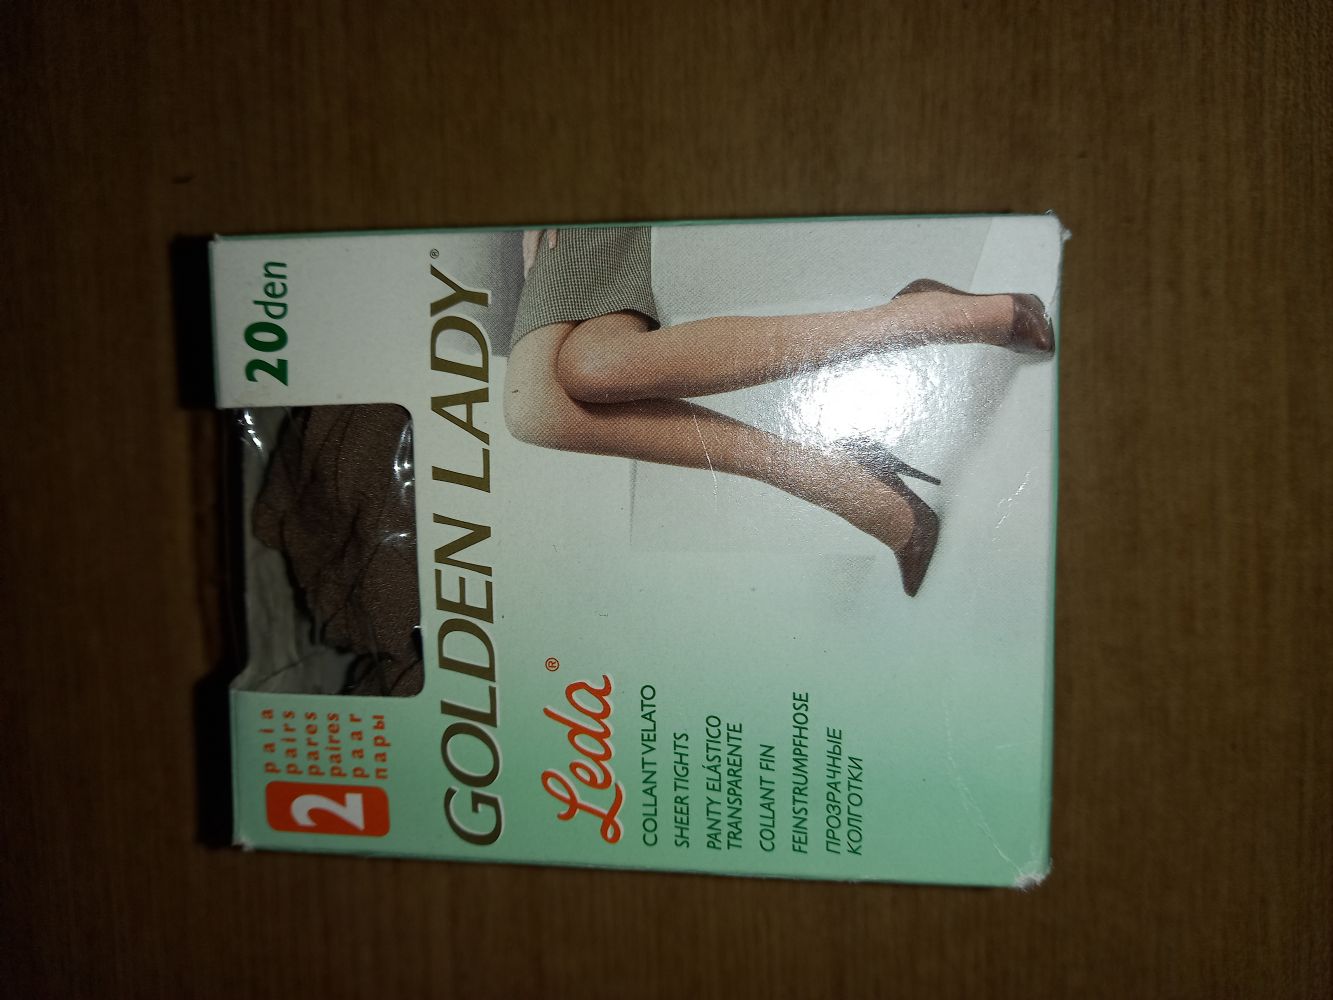 2
paia
pairs
pares
paires
paar
пары
20den
GOLDEN LADY®
Leda®
COLLANT VELATO
SHEER TIGHTS
PANTY ELÁSTICO
TRANSPARENTE
COLLANT FIN
FEINSTRUMPFHOSE
ПРОЗРАЧНЫЕ
КОЛГОТКИ